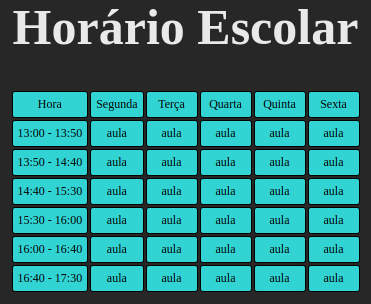 Horário Escolar
Hora Segunda Terça Quarta Quinta Sexta
13:00 - 13:50 aula aula aula aula aula
13:50 - 14:40 aula aula aula aula aula
14:40 - 15:30 aula aula aula aula aula
15:30 - 16:00 aula aula aula aula aula
16:00 - 16:40 aula aula aula aula aula
16:40 - 17:30 aula aula aula aula aula